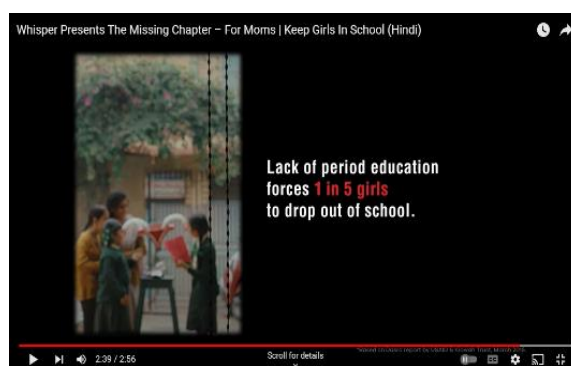 Whisper Presents The Missing Chapter – For Moms | Keep Girls In School (Hindi)
Lack of period education
forces 1 in 5 girls
to drop out of school.
2:39 / 2:56
Scroll for details